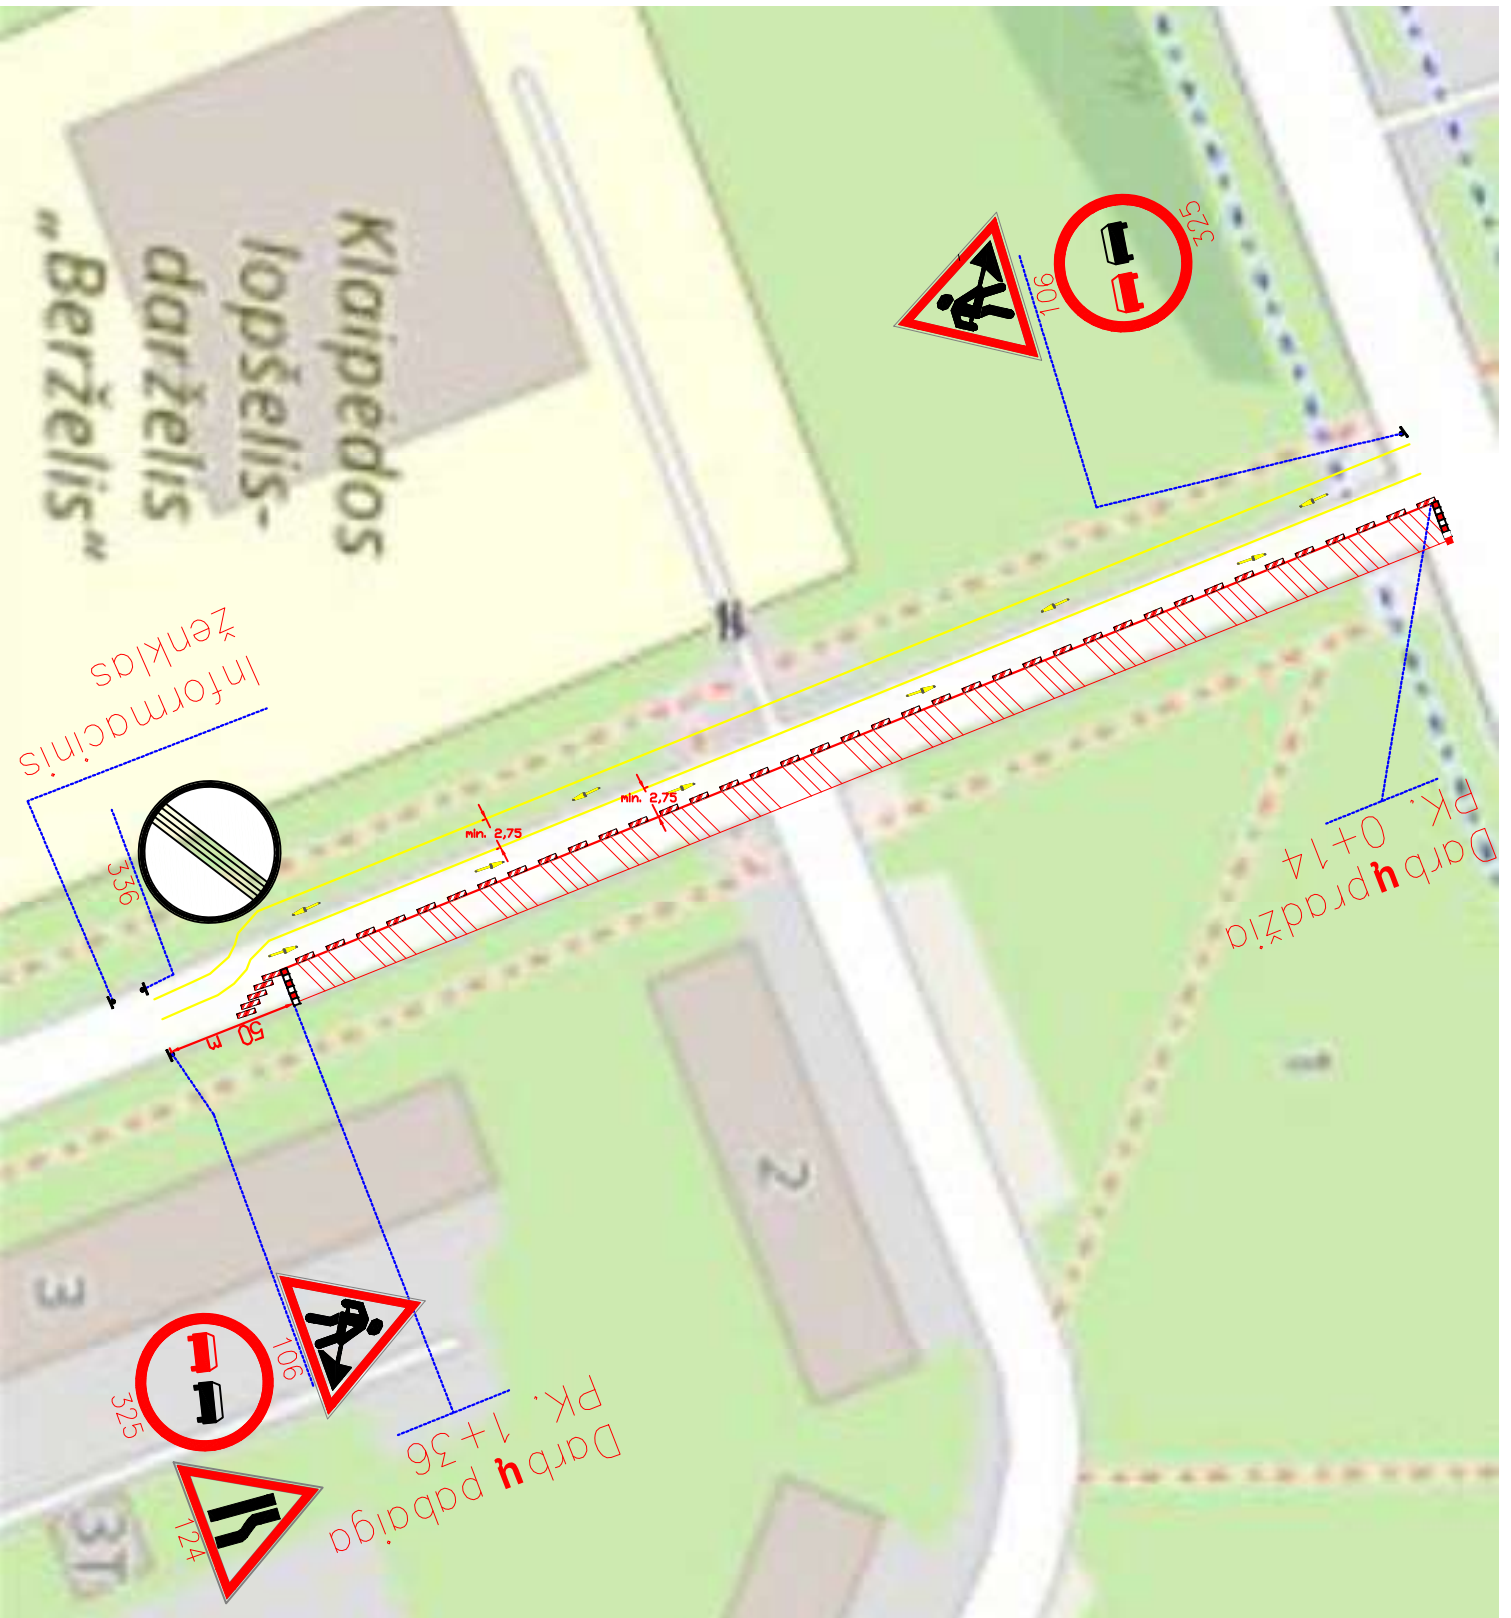 Klaipėdos
lopšelis-
darželis
„Berželis“
325
106
Informacinis
ženklas
336
min. 2,75
min. 2,75
50 m
Darbų pradžia
PK. 0+14
1
2
3
3T
106
325
124
Darbų pabaiga
PK. 1+36